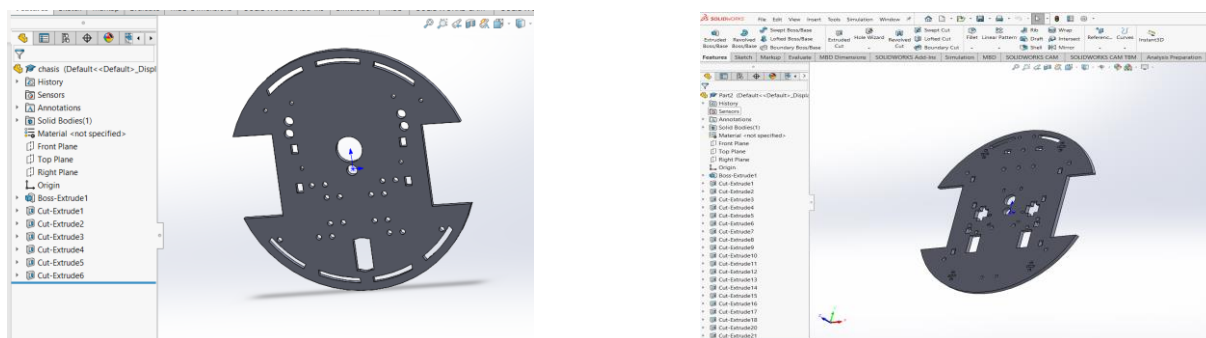 chasis (Default<<Default>_Displ
History
Sensors
Annotations
Solid Bodies(1)
Material <not specified>
Front Plane
Top Plane
Right Plane
Origin
Boss-Extrude1
Cut-Extrude1
Cut-Extrude2
Cut-Extrude3
Cut-Extrude4
Cut-Extrude5
Cut-Extrude6
SOLIDWORKS File Edit View Insert Tools Simulation Window
Swept Boss/Base Swept Cut Rib Wrap
Extruded Boss/Base Revolved Boss/Base Lofted Boss/Base Extruded Cut Hole Wizard Revolved Cut Lofted Cut Fillet Linear Pattern Draft Intersect Referenc... Curves Instant3D
Boundary Boss/Base Boundary Cut Shell Mirror
Features Sketch Markup Evaluate MBD Dimensions SOLIDWORKS Add-Ins Simulation MBD SOLIDWORKS CAM SOLIDWORKS CAM TBM Analysis Preparation
Part2 (Default<<Default>_Displa
History
Sensors
Annotations
Solid Bodies(1)
Material <not specified>
Front Plane
Top Plane
Right Plane
Origin
Boss-Extrude1
Cut-Extrude1
Cut-Extrude2
Cut-Extrude3
Cut-Extrude4
Cut-Extrude5
Cut-Extrude6
Cut-Extrude7
Cut-Extrude8
Cut-Extrude9
Cut-Extrude10
Cut-Extrude11
Cut-Extrude12
Cut-Extrude13
Cut-Extrude14
Cut-Extrude15
Cut-Extrude16
Cut-Extrude17
Cut-Extrude18
Cut-Extrude20
Cut-Extrude21